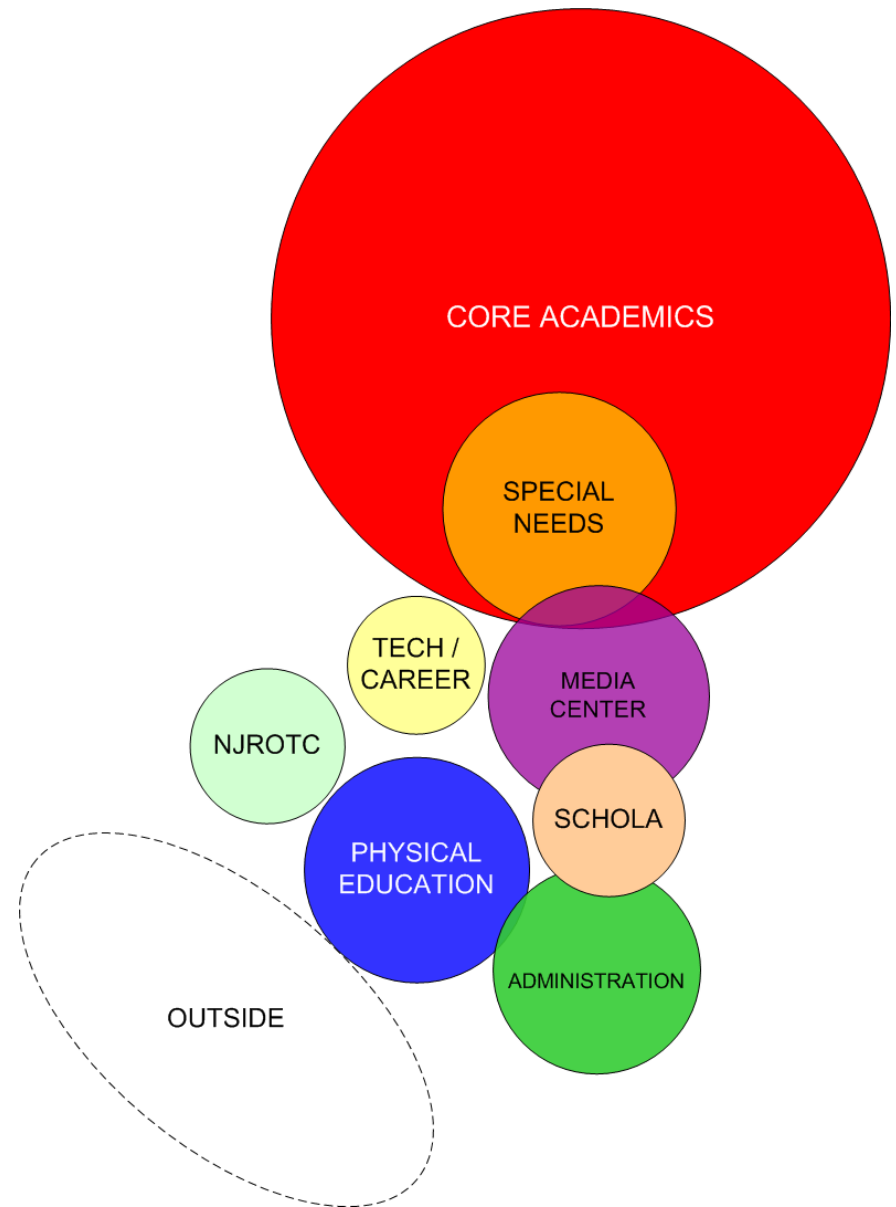 CORE ACADEMICS
SPECIAL
NEEDS
TECH /
CAREER
MEDIA
CENTER
NJROTC
SCHOLA
PHYSICAL
EDUCATION
ADMINISTRATION
OUTSIDE